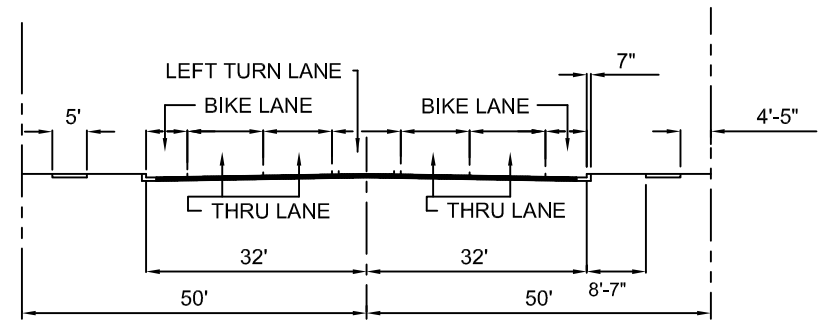 7"
LEFT TURN LANE
5'
BIKE LANE
BIKE LANE
4'-5"
THRU LANE
THRU LANE
32'
32'
8'-7"
50'
50'